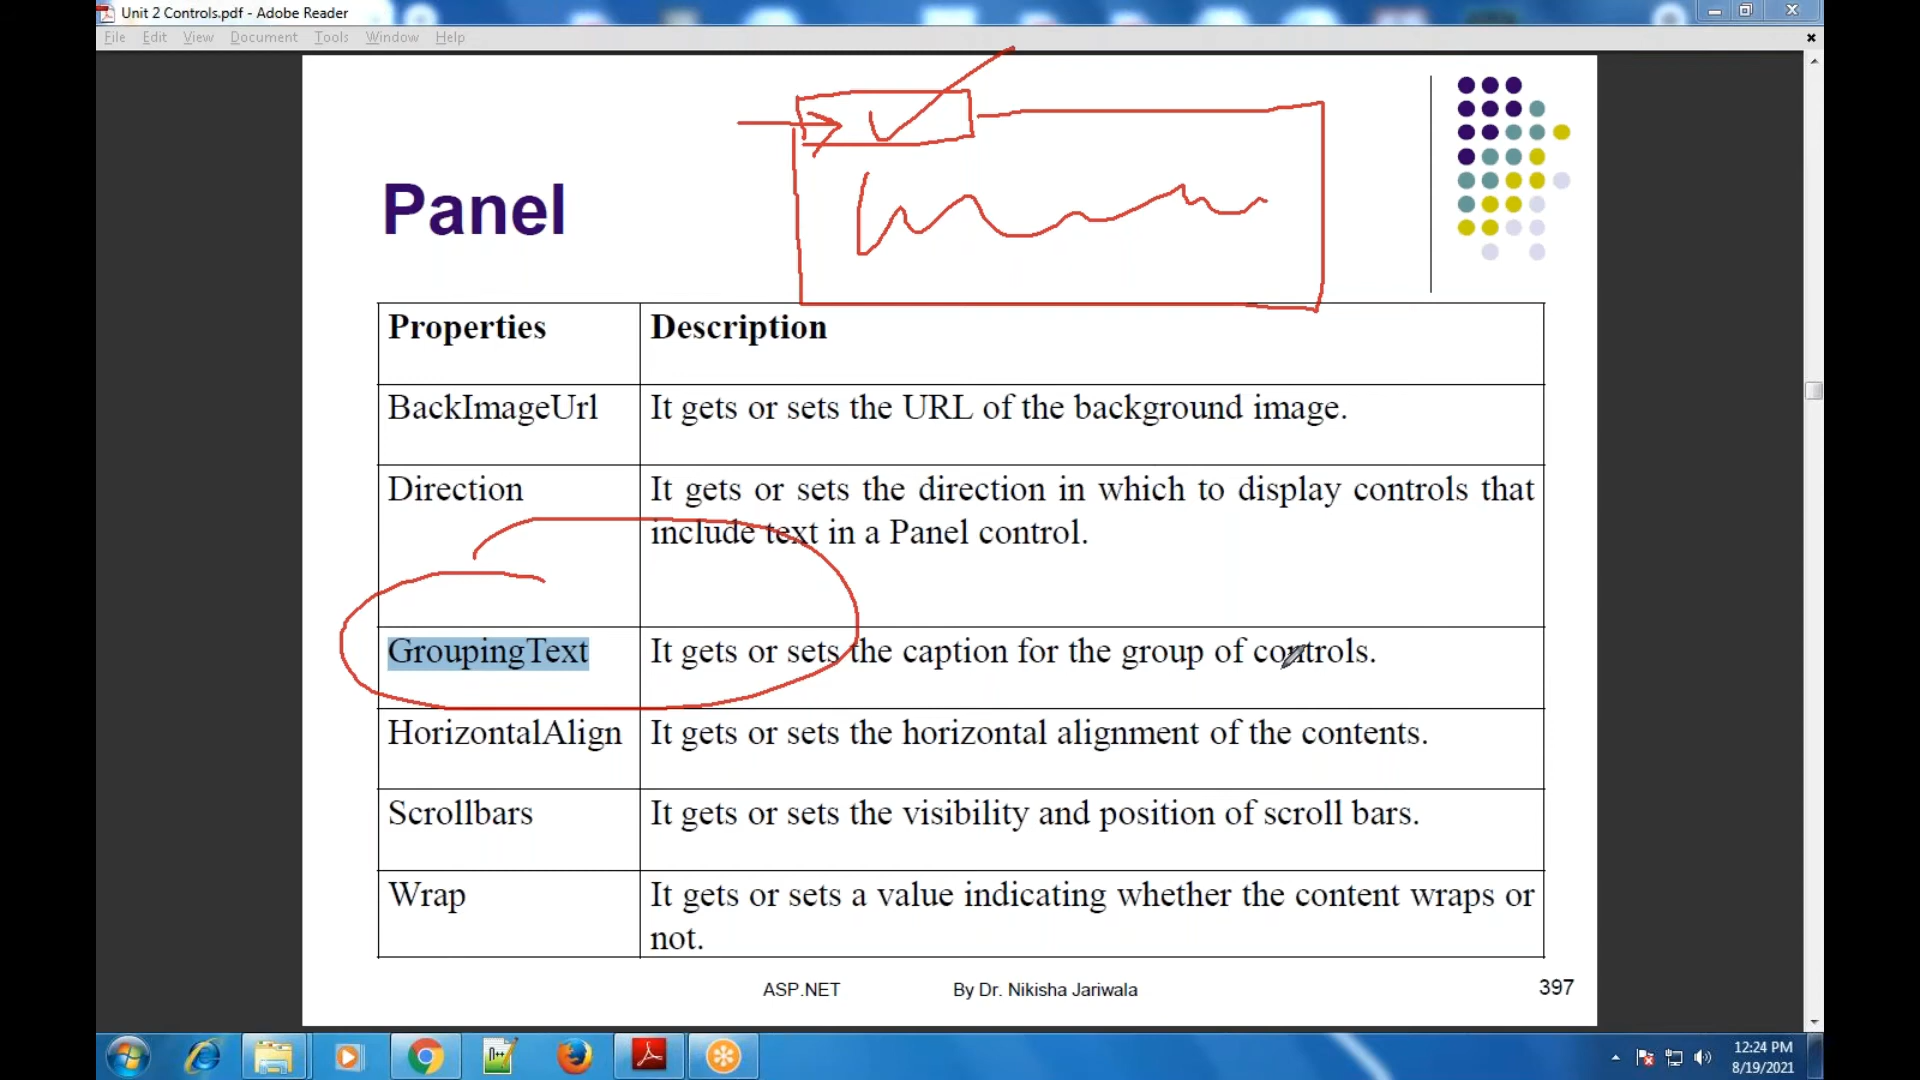 Unit 2 Controls.pdf - Adobe Reader
File Edit View Document Tools Window Help
Panel
Properties Description
BackImageUrl It gets or sets the URL of the background image.
Direction It gets or sets the direction in which to display controls that
include text in a Panel control.
GroupingText It gets or sets the caption for the group of controls.
HorizontalAlign It gets or sets the horizontal alignment of the contents.
Scrollbars It gets or sets the visibility and position of scroll bars.
Wrap It gets or sets a value indicating whether the content wraps or
not.
ASP.NET By Dr. Nikisha Jariwala 397
12:24 PM
8/19/2021